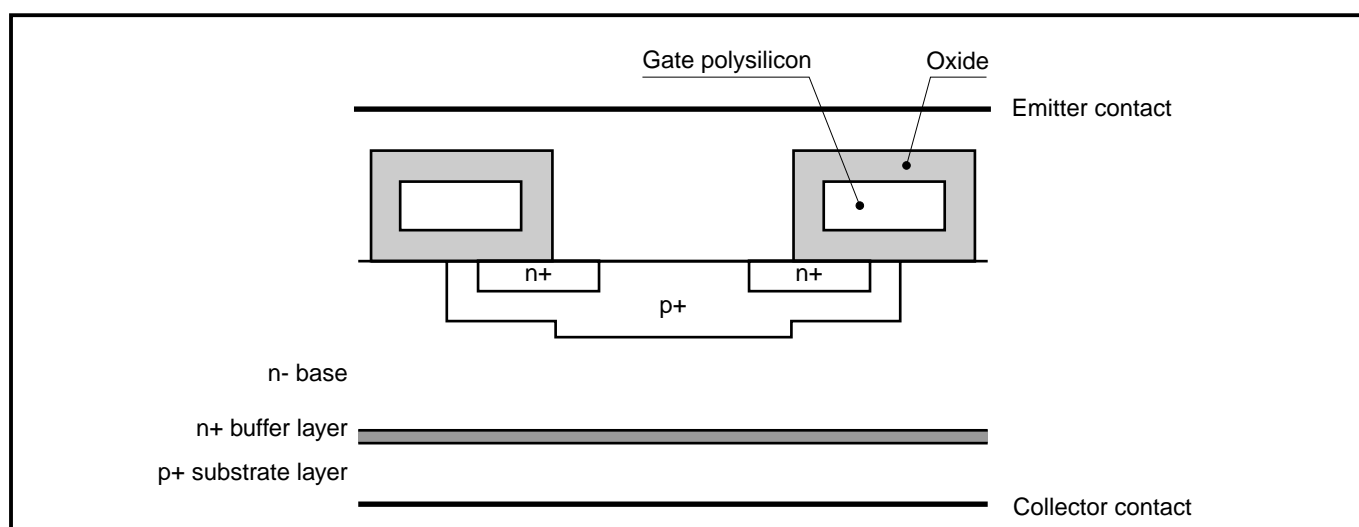 Gate polysilicon
Oxide
Emitter contact
n+
n+
p+
n- base
n+ buffer layer
p+ substrate layer
Collector contact